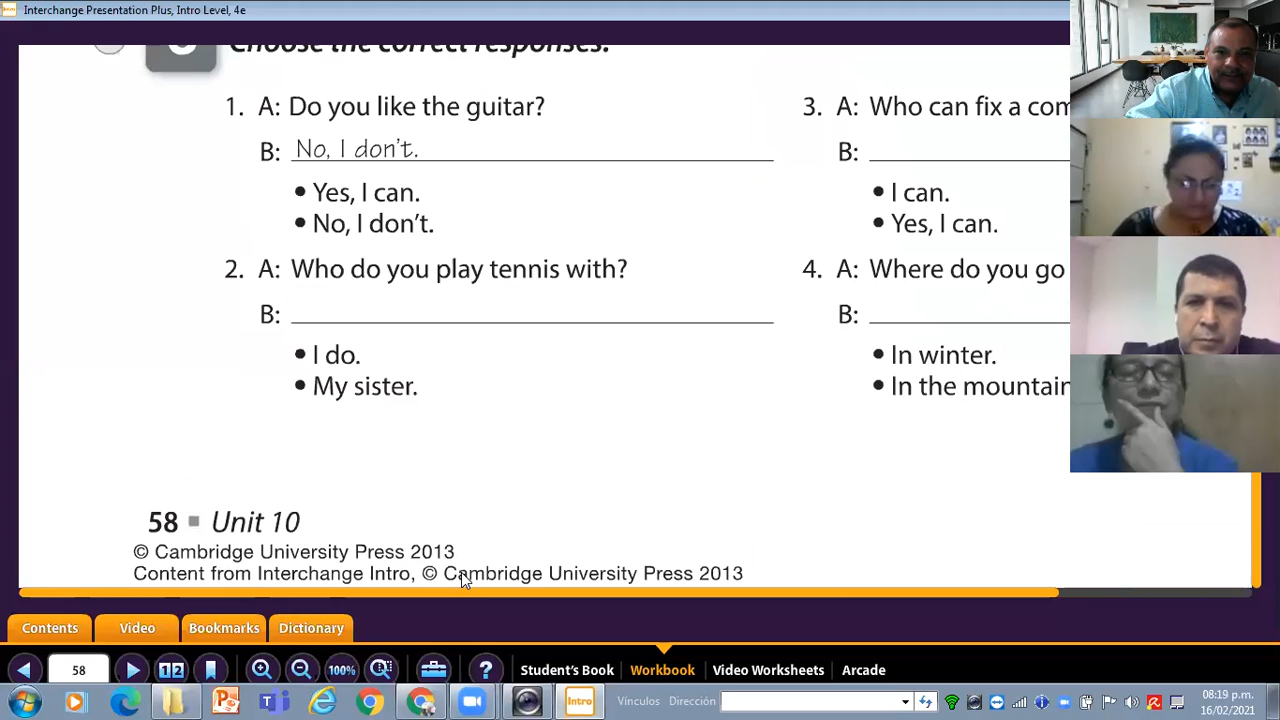 Interchange Presentation Plus, Intro Level, 4e
Choose the correct responses.
1. A: Do you like the guitar?
B: No, I don't.
• Yes, I can.
• No, I don't.
2. A: Who do you play tennis with?
B:
• I do.
• My sister.
3. A: Who can fix a com
B:
• I can.
• Yes, I can.
4. A: Where do you go
B:
• In winter.
• In the mountain
58 ■ Unit 10
© Cambridge University Press 2013
Content from Interchange Intro, © Cambridge University Press 2013
Contents Video Bookmarks Dictionary
58 12 100% Student's Book Workbook Video Worksheets Arcade
Intro Vínculos Dirección 08:19 p.m.
16/02/2021